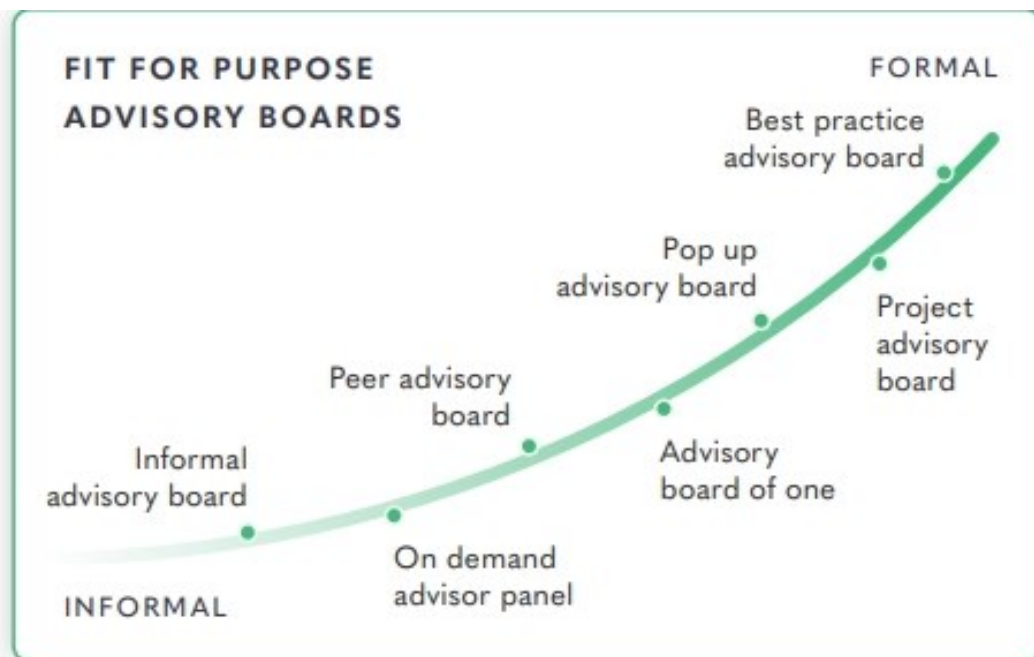 FIT FOR PURPOSE
ADVISORY BOARDS
FORMAL
Best practice
advisory board
Pop up
advisory board
Project
advisory
board
Peer advisory
board
Advisory
board of one
Informal
advisory board
On demand
advisor panel
INFORMAL